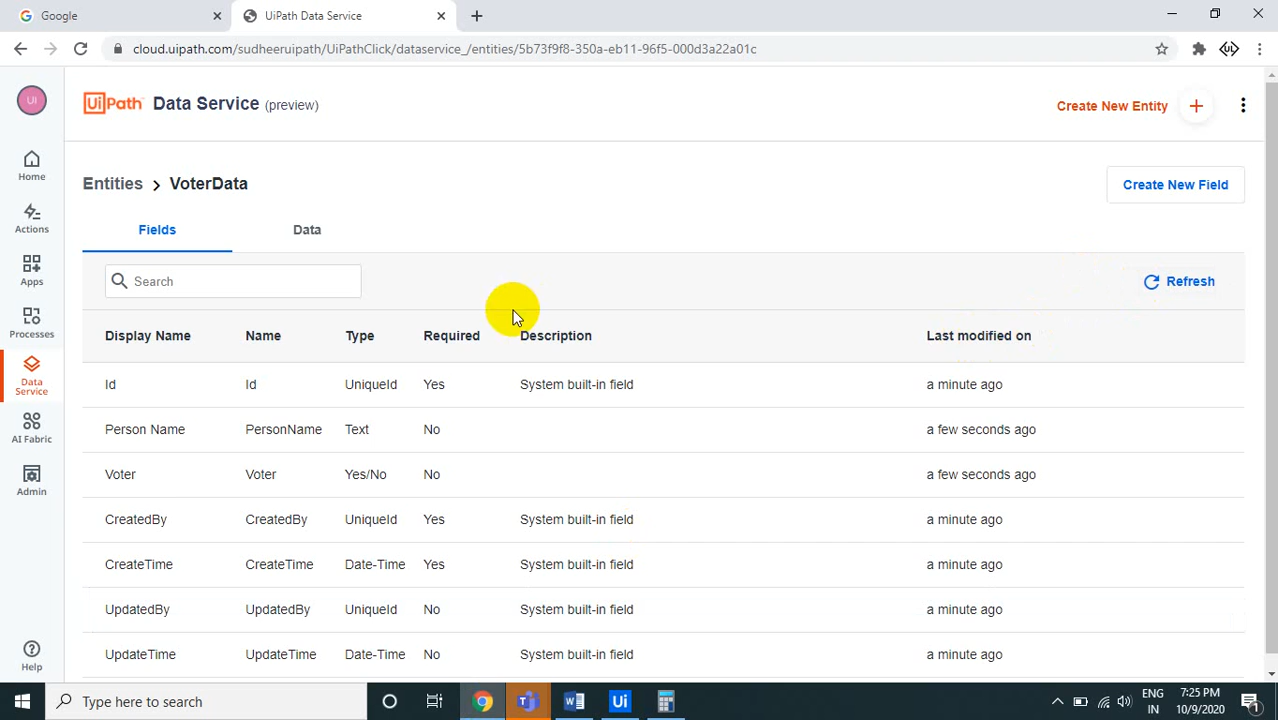 Google
UiPath Data Service
cloud.uipath.com/sudheeruipath/UiPathClick/dataservice_/entities/5b73f9f8-350a-eb11-96f5-000d3a22a01c
UI
UiPath Data Service (preview)
Create New Entity
Home
Actions
Apps
Processes
Data Service
AI Fabric
Admin
Help
Entities > VoterData
Create New Field
Fields Data
Search
Refresh
Display Name Name Type Required Description Last modified on
Id Id UniqueId Yes System built-in field a minute ago
Person Name PersonName Text No a few seconds ago
Voter Voter Yes/No No a few seconds ago
CreatedBy CreatedBy UniqueId Yes System built-in field a minute ago
CreateTime CreateTime Date-Time Yes System built-in field a minute ago
UpdatedBy UpdatedBy UniqueId No System built-in field a minute ago
UpdateTime UpdateTime Date-Time No System built-in field a minute ago
Type here to search
Ui
ENG
IN
7:25 PM
10/9/2020
1